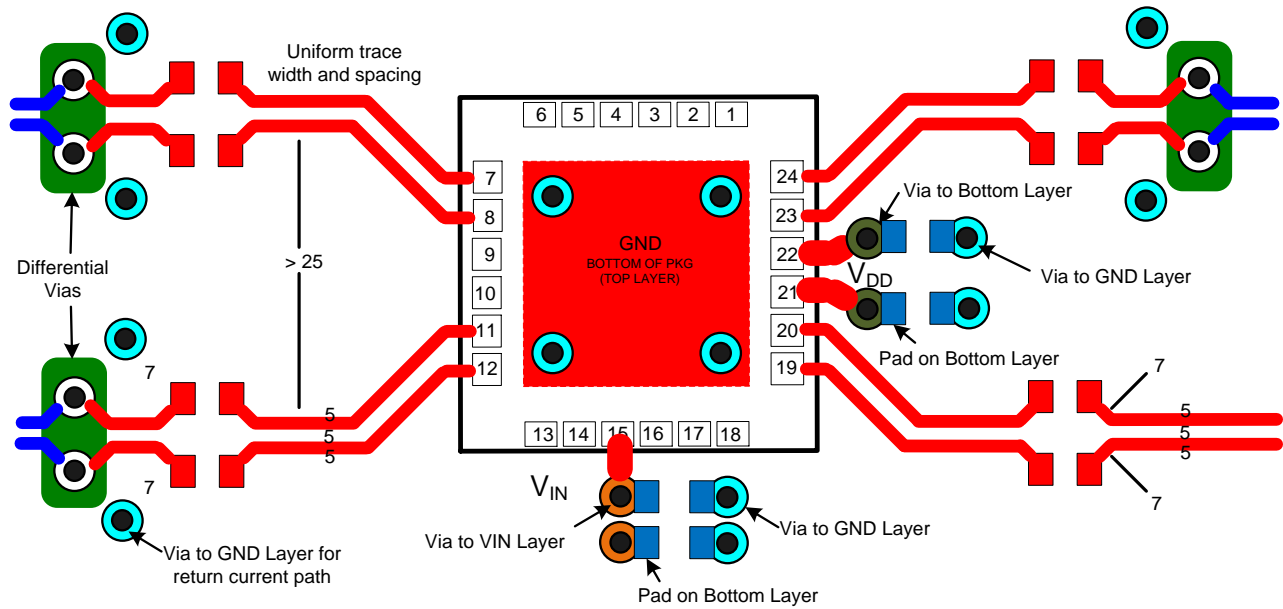 Uniform trace
width and spacing
6 5 4 3 2 1
7
8
9
10
11
12
24
23
22
21
20
19
13 14 15 16 17 18
GND
BOTTOM OF PKG
(TOP LAYER)
> 25
Differential
Vias
Via to Bottom Layer
VDD
Via to GND Layer
Pad on Bottom Layer
7
5
5
5
7
7
5
5
5
7
VIN
Via to VIN Layer
Via to GND Layer
Pad on Bottom Layer
Via to GND Layer for
return current path